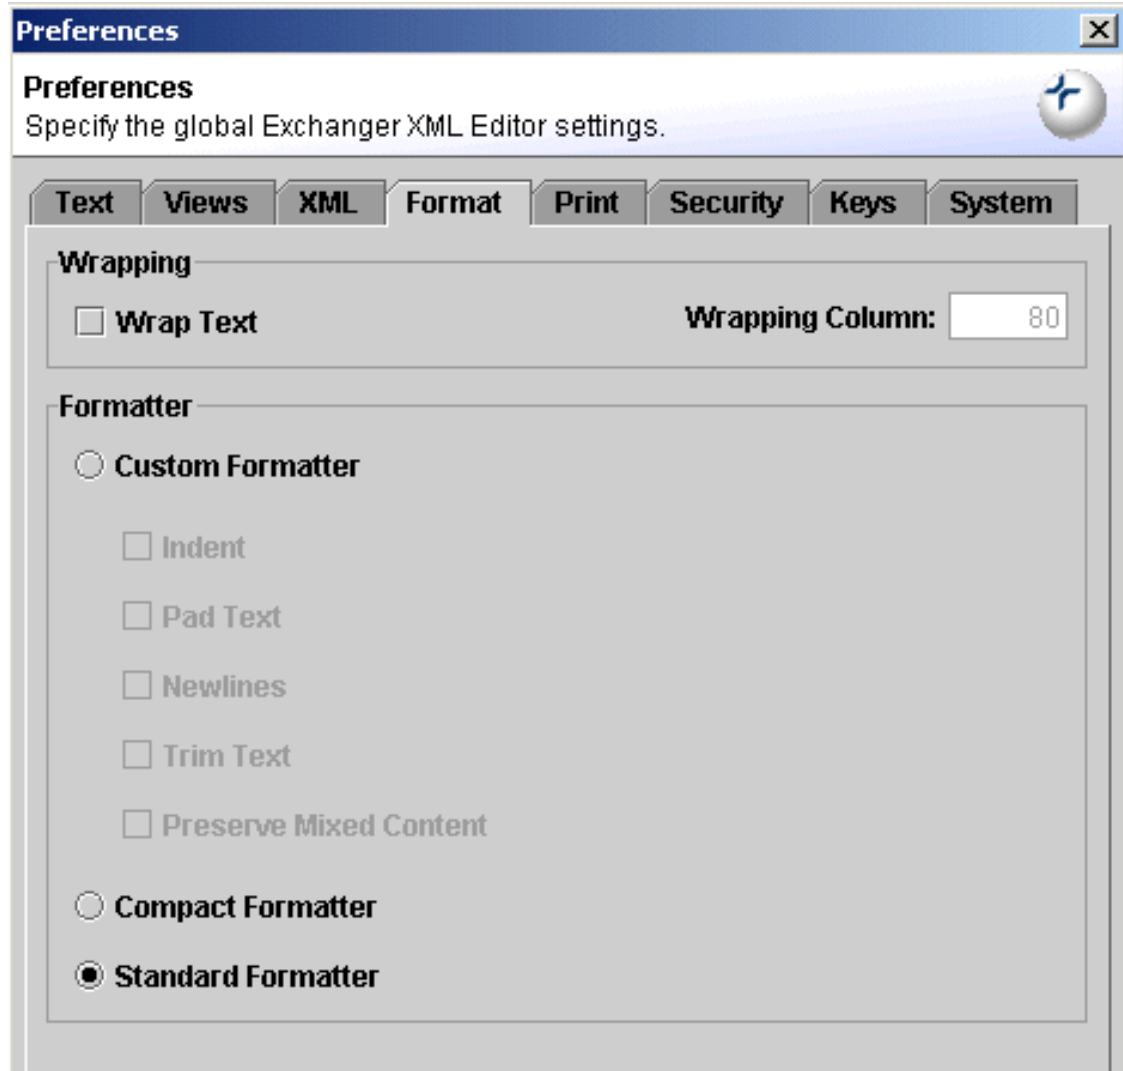 Preferences
Preferences
Specify the global Exchanger XML Editor settings.
Text Views XML Format Print Security Keys System
Wrapping
Wrap Text Wrapping Column: 80
Formatter
Custom Formatter
Indent
Pad Text
Newlines
Trim Text
Preserve Mixed Content
Compact Formatter
Standard Formatter